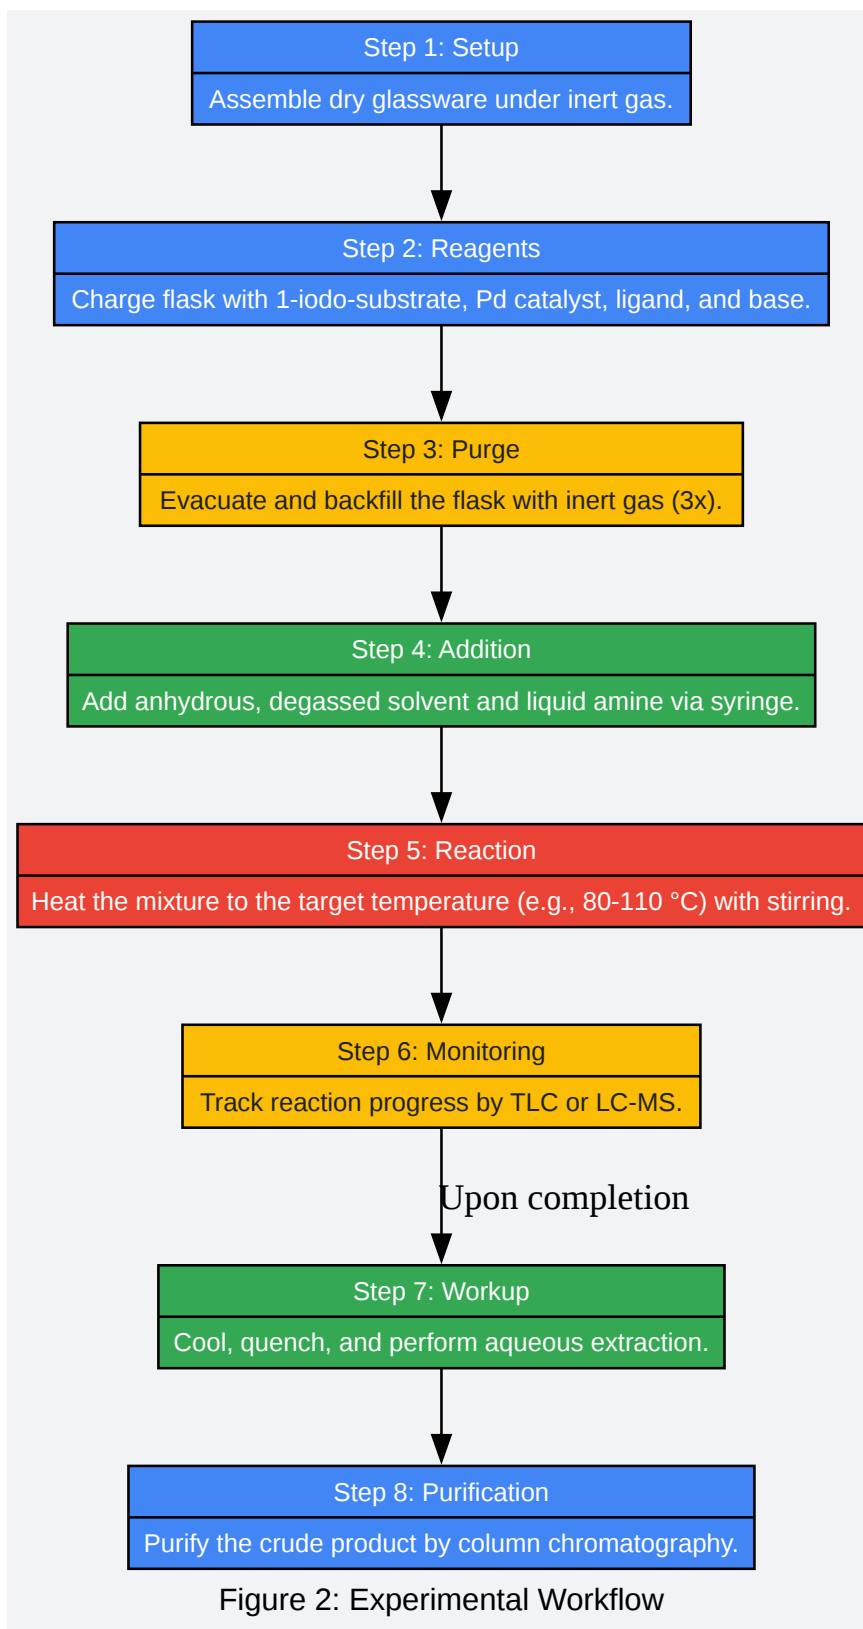 Step 1: Setup
Assemble dry glassware under inert gas.
Step 2: Reagents
Charge flask with 1-iodo-substrate, Pd catalyst, ligand, and base.
Step 3: Purge
Evacuate and backfill the flask with inert gas (3x).
Step 4: Addition
Add anhydrous, degassed solvent and liquid amine via syringe.
Step 5: Reaction
Heat the mixture to the target temperature (e.g., 80-110 °C) with stirring.
Step 6: Monitoring
Track reaction progress by TLC or LC-MS.
Upon completion
Step 7: Workup
Cool, quench, and perform aqueous extraction.
Step 8: Purification
Purify the crude product by column chromatography.
Figure 2: Experimental Workflow